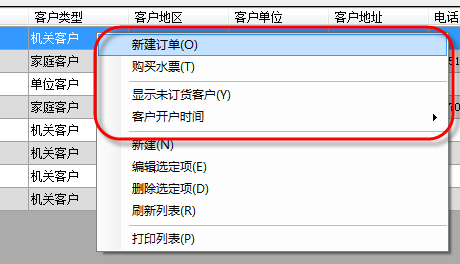 客户类型 客户地区 客户单位 客户地址 电话
机关客户
家庭客户 51
单位客户
家庭客户 70
机关客户
机关客户
机关客户
机关客户
新建订单(O)
购买水票(T)
显示未订货客户(Y)
客户开户时间
新建(N)
编辑选定项(E)
删除选定项(D)
刷新列表(R)
打印列表(P)